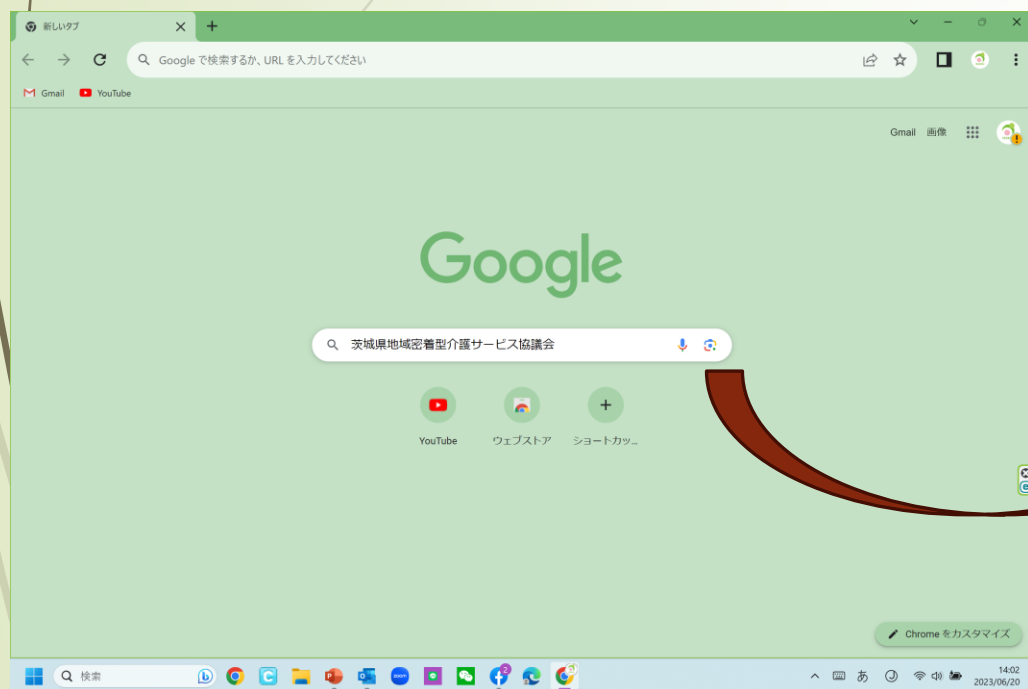 新しいタブ
Google で検索するか、URL を入力してください
Gmail YouTube
Gmail 画像
Google
茨城県地域密着型介護サービス協議会
YouTube ウェブストア ショートカッ...
Chrome をカスタマイズ
検索
zoom
2
あ
14:02
2023/06/20